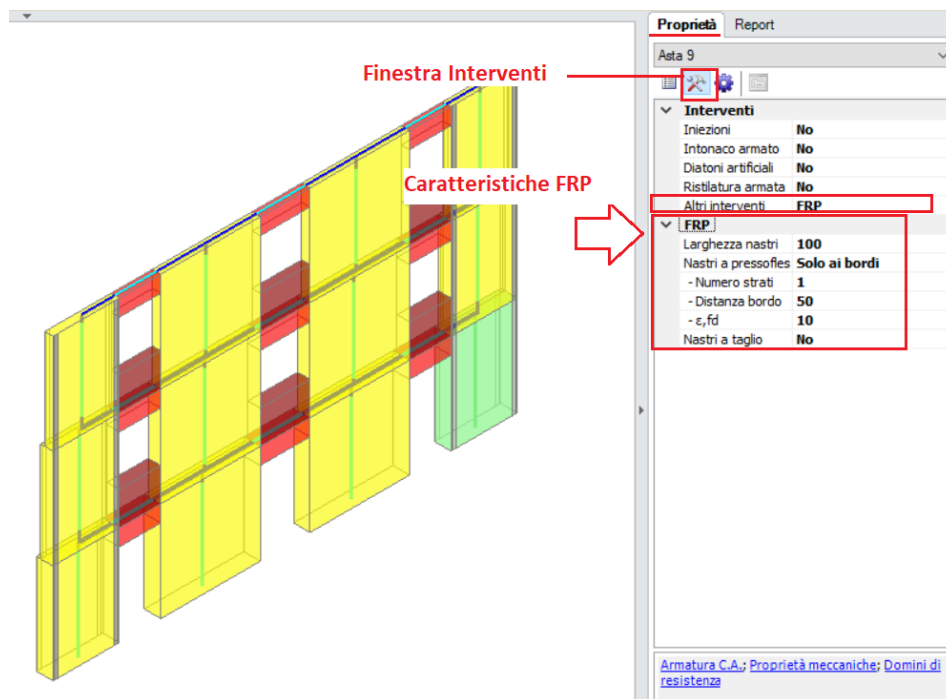 Proprietà Report
Asta 9
Finestra Interventi
Interventi
Iniezioni No
Intonaco armato No
Diatoni artificiali No
Ristilatura armata No
Caratteristiche FRP
Altri interventi FRP
FRP
Larghezza nastri 100
Nastri a pressofles Solo ai bordi
- Numero strati 1
- Distanza bordo 50
- ε,fd 10
Nastri a taglio No
Armatura C.A.; Proprietà meccaniche; Domini di
resistenza